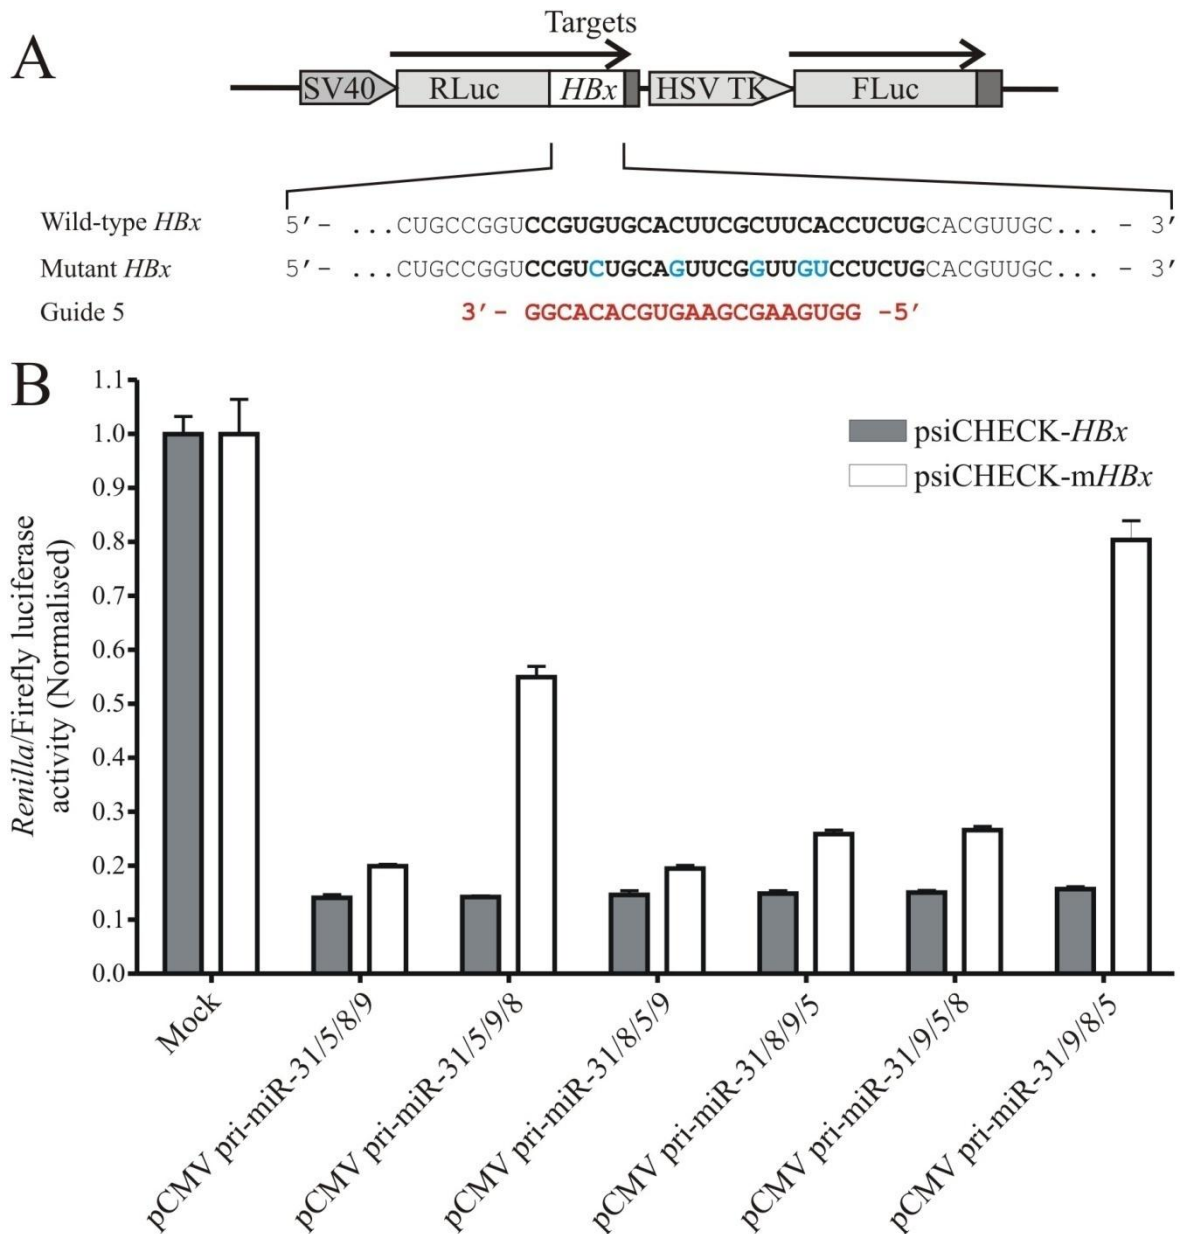 A
Targets
SV40 RLuc HBx HSV TK FLuc
Wild-type HBx 5′- ...CUGCCGGUCCGUGUGCACUUCGCUUCACCUCUGCACGUUGC... - 3′
Mutant HBx 5′- ...CUGCCGGUCCGUCUGCAGUUCGGUUGUCCUCUGCACGUUGC... - 3′
Guide 5 3′- GGCACACGUGAAGCGAAGUGG -5′
B
Renilla/Firefly luciferase
activity (Normalised)
1.1
1.0
0.9
0.8
0.7
0.6
0.5
0.4
0.3
0.2
0.1
0.0
psiCHECK-HBx
psiCHECK-mHBx
Mock
pCMV pri-miR-31/5/8/9
pCMV pri-miR-31/5/9/8
pCMV pri-miR-31/8/5/9
pCMV pri-miR-31/8/9/5
pCMV pri-miR-31/9/5/8
pCMV pri-miR-31/9/8/5